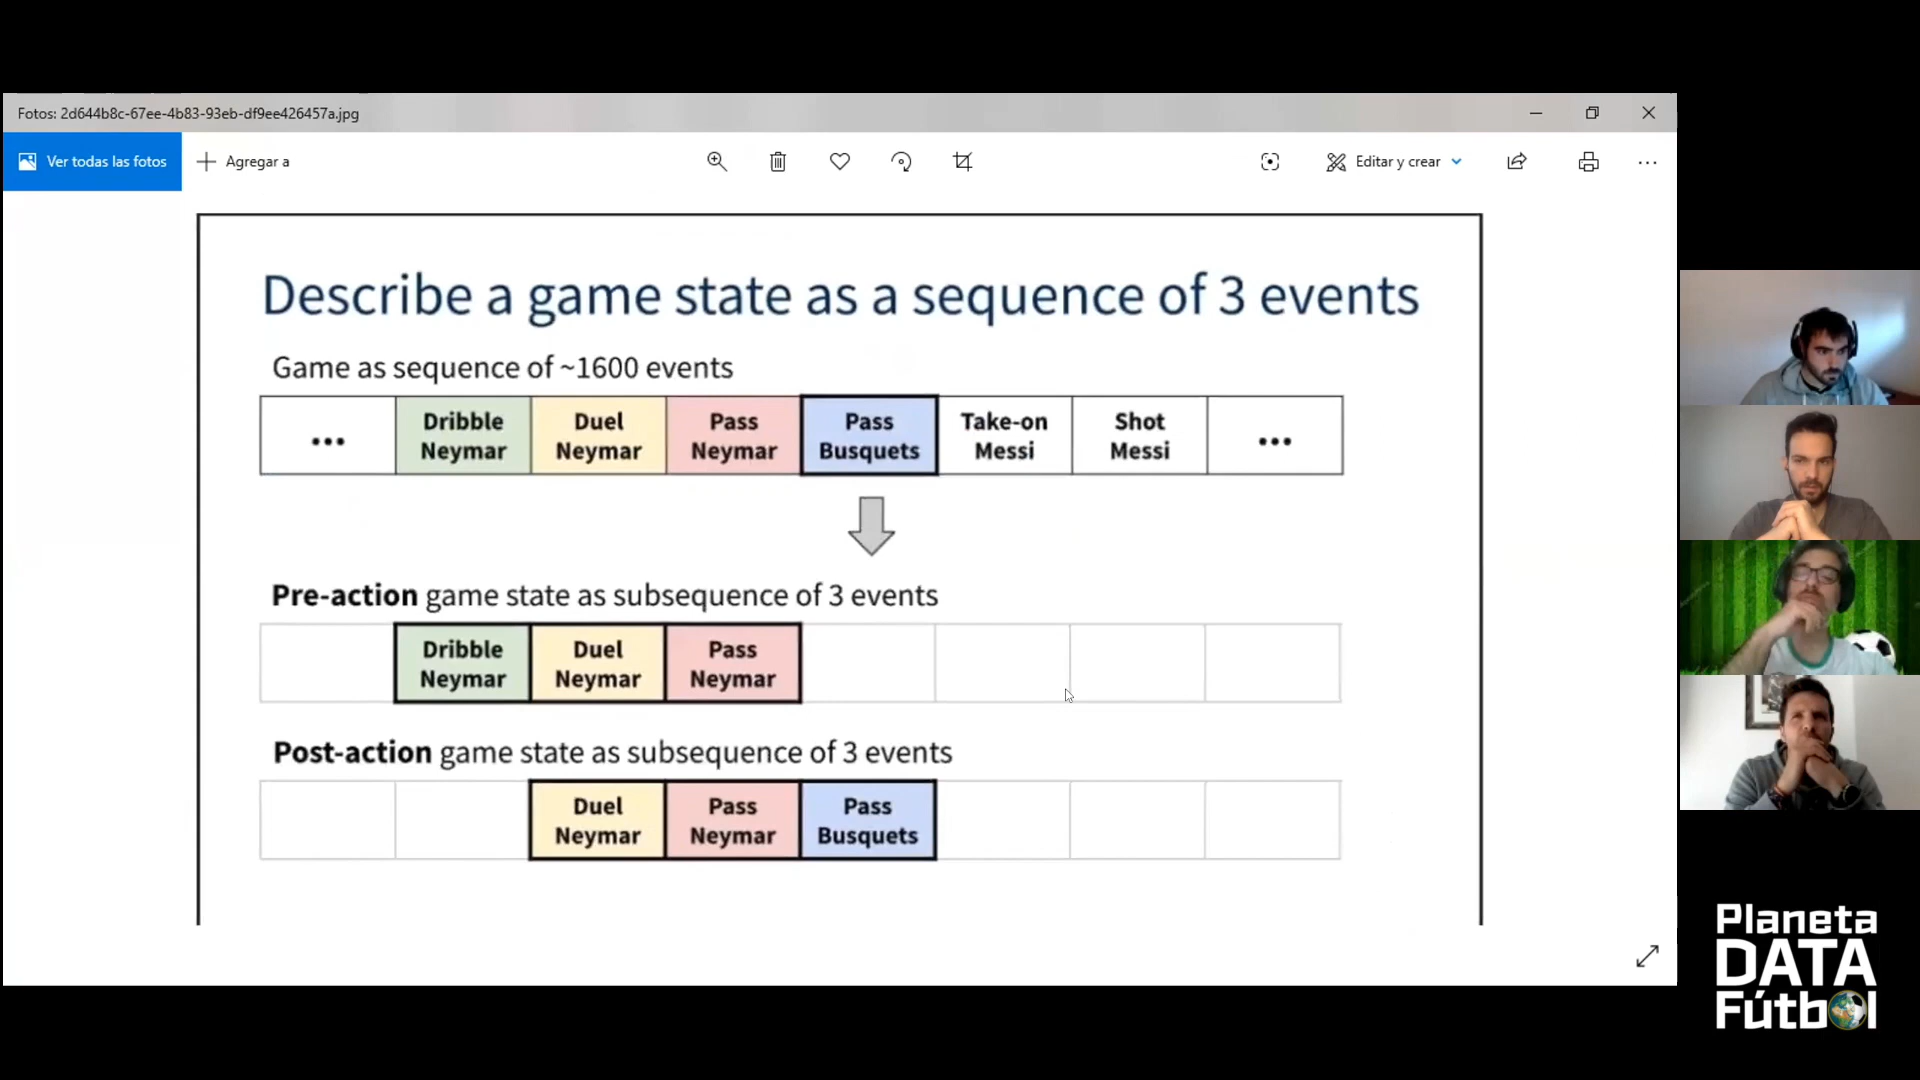 Fotos: 2d644b8c-67ee-4b83-93eb-df9ee426457a.jpg
Ver todas las fotos
Agregar a
Editar y crear
Describe a game state as a sequence of 3 events
Game as sequence of ~1600 events
... Dribble Duel Pass Pass Take-on Shot ...
Neymar Neymar Neymar Busquets Messi Messi
Pre-action game state as subsequence of 3 events
Dribble Duel Pass
Neymar Neymar Neymar
Post-action game state as subsequence of 3 events
Duel Pass Pass
Neymar Neymar Busquets
Planeta
DATA
Fútbol